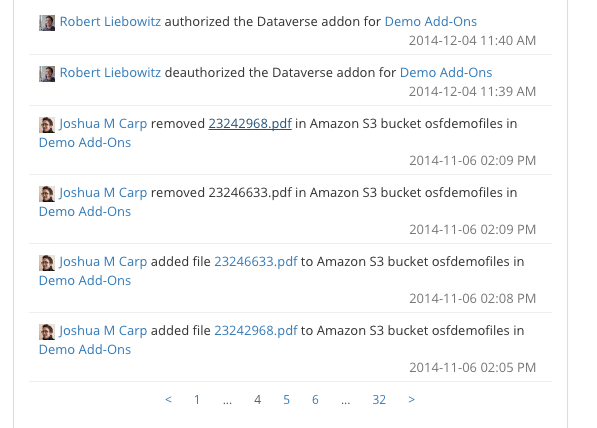 Robert Liebowitz authorized the Dataverse addon for Demo Add-Ons
2014-12-04 11:40 AM
Robert Liebowitz deauthorized the Dataverse addon for Demo Add-Ons
2014-12-04 11:39 AM
Joshua M Carp removed 23242968.pdf in Amazon S3 bucket osfdemofiles in
Demo Add-Ons
2014-11-06 02:09 PM
Joshua M Carp removed 23246633.pdf in Amazon S3 bucket osfdemofiles in
Demo Add-Ons
2014-11-06 02:09 PM
Joshua M Carp added file 23246633.pdf to Amazon S3 bucket osfdemofiles in
Demo Add-Ons
2014-11-06 02:08 PM
Joshua M Carp added file 23242968.pdf to Amazon S3 bucket osfdemofiles in
Demo Add-Ons
2014-11-06 02:05 PM
< 1 ... 4 5 6 ... 32 >